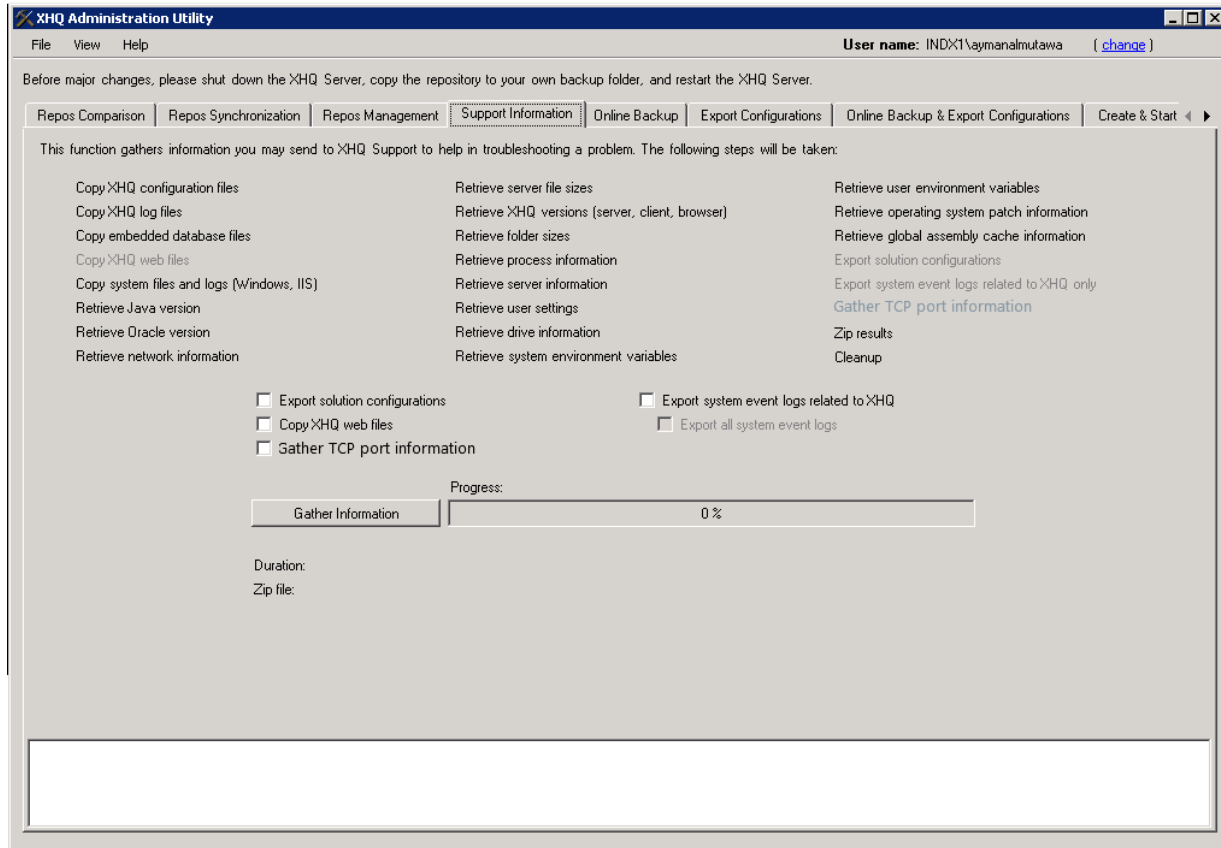 XHQ Administration Utility
File View Help User name: INDX1\aymanalmutawa ( change )
Before major changes, please shut down the XHQ Server, copy the repository to your own backup folder, and restart the XHQ Server.
Repos Comparison Repos Synchronization Repos Management Support Information Online Backup Export Configurations Online Backup & Export Configurations Create & Start
This function gathers information you may send to XHQ Support to help in troubleshooting a problem. The following steps will be taken:
Copy XHQ configuration files
Copy XHQ log files
Copy embedded database files
Copy XHQ web files
Copy system files and logs (Windows, IIS)
Retrieve Java version
Retrieve Oracle version
Retrieve network information
Retrieve server file sizes
Retrieve XHQ versions (server, client, browser)
Retrieve folder sizes
Retrieve process information
Retrieve server information
Retrieve user settings
Retrieve drive information
Retrieve system environment variables
Retrieve user environment variables
Retrieve operating system patch information
Retrieve global assembly cache information
Export solution configurations
Export system event logs related to XHQ only
Gather TCP port information
Zip results
Cleanup
Export solution configurations
Copy XHQ web files
Gather TCP port information
Export system event logs related to XHQ
Export all system event logs
Progress:
Gather Information 0 %
Duration:
Zip file: